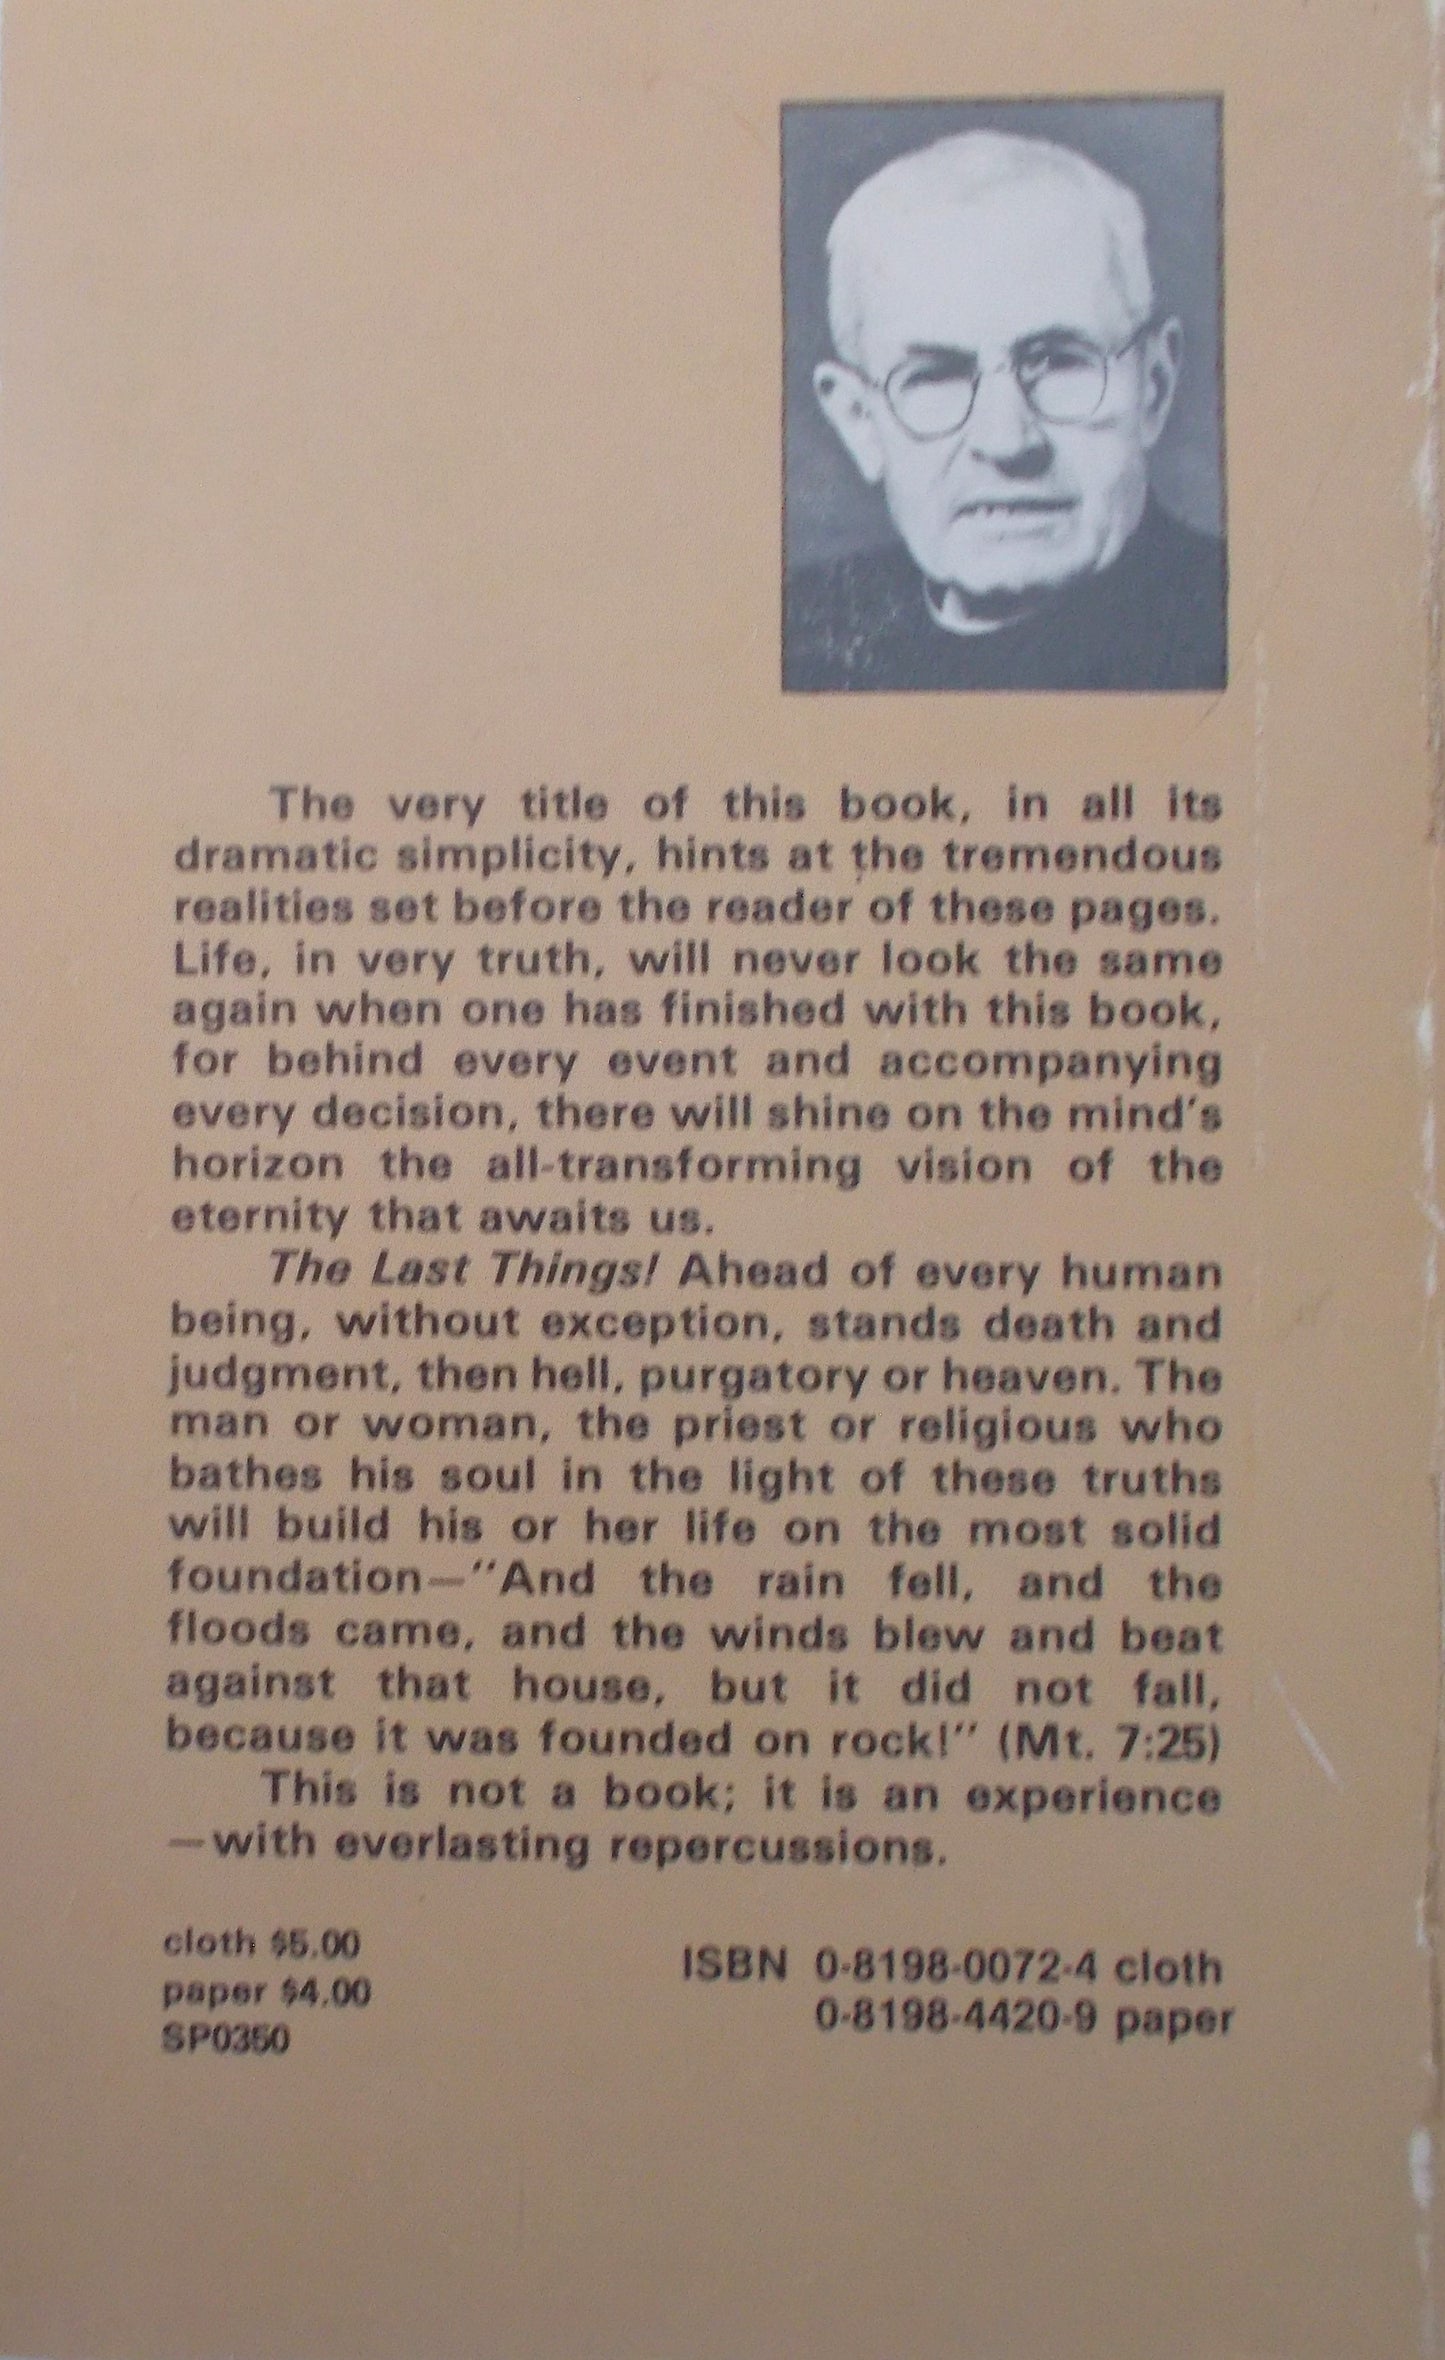 The very title of this book, in all its
dramatic simplicity, hints at the tremendous
realities set before the reader of these pages.
Life, in very truth, will never look the same
again when one has finished with this book,
for behind every event and accompanying
every decision, there will shine on the mind's
horizon the all-transforming vision of the
eternity that awaits us.
The Last Things! Ahead of every human
being, without exception, stands death and
judgment, then hell, purgatory or heaven. The
man or woman, the priest or religious who
bathes his soul in the light of these truths
will build his or her life on the most solid
foundation—"And the rain fell, and the
floods came, and the winds blew and beat
against that house, but it did not fall,
because it was founded on rock!" (Mt. 7:25)
This is not a book; it is an experience
—with everlasting repercussions.
cloth $5.00
paper $4.00
SP0350
ISBN 0-8198-0072-4 cloth
0-8198-4420-9 paper